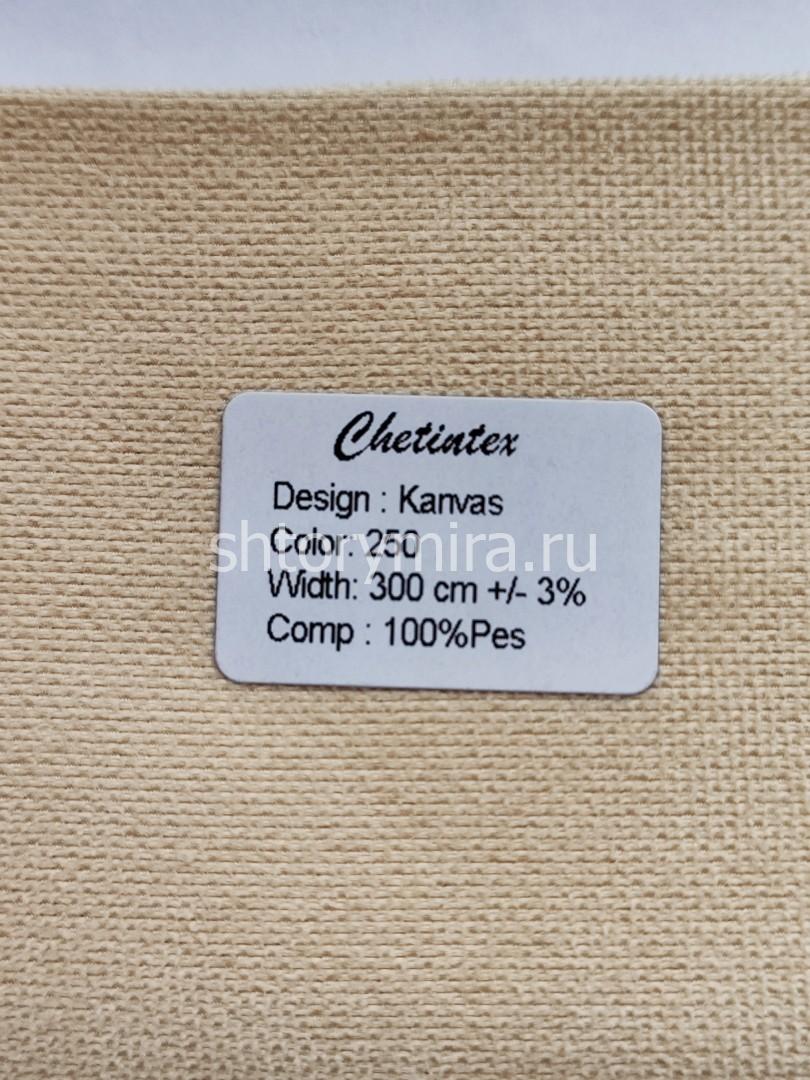 Chetintex
Design : Kanvas
Color: 250
shtorymira.ru
Width: 300 cm +/- 3%
Comp : 100%Pes